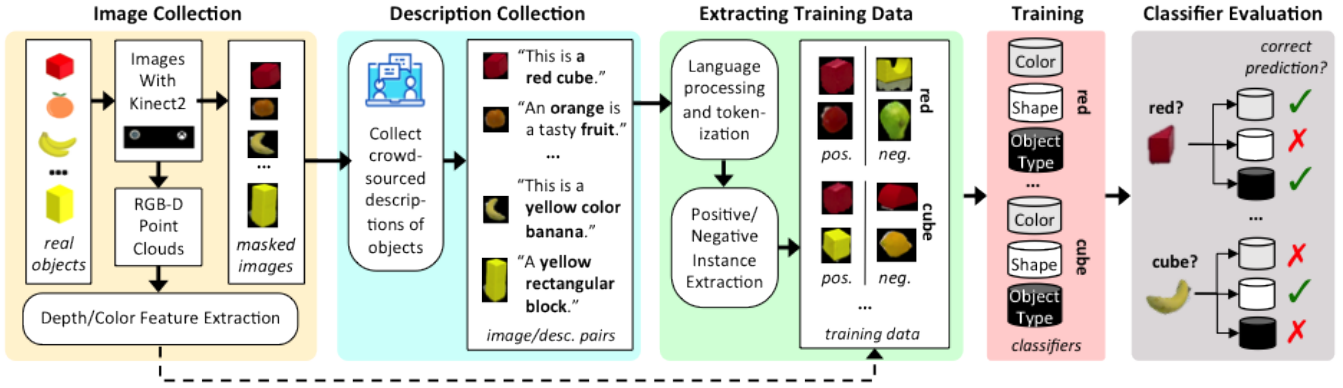 Image Collection
real
objects
Images
With
Kinect2
RGB-D
Point
Clouds
...
masked
images
Depth/Color Feature Extraction
Description Collection
Collect
crowd-
sourced
descrip-
tions of
objects
"This is a
red cube."
"An orange is
a tasty fruit."
...
"This is a
yellow color
banana."
"A yellow
rectangular
block."
image/desc. pairs
Extracting Training Data
Language
processing
and token-
ization
Positive/
Negative
Instance
Extraction
red
pos.
neg.
cube
pos.
neg.
...
training data
Training
Color
Shape
Object
Type
red
...
Color
Shape
Object
Type
cube
classifiers
Classifier Evaluation
correct
prediction?
red?
✓
✗
✓
...
cube?
✗
✓
✗